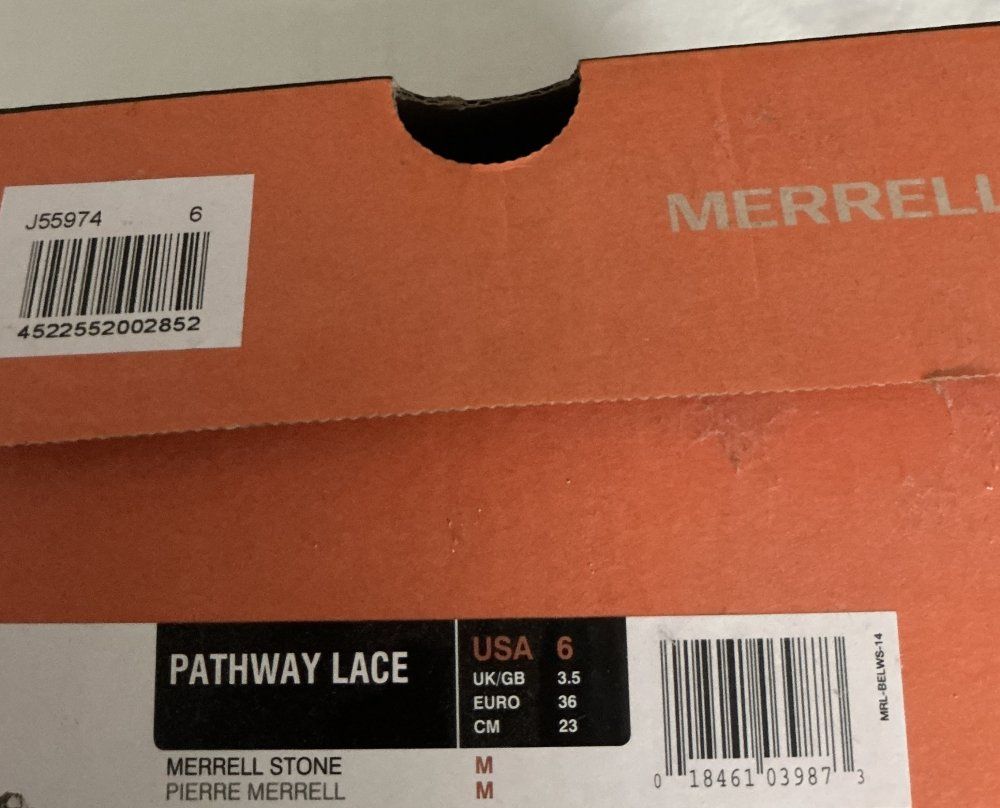 J55974 6
4522552002852
MERRELL
PATHWAY LACE
USA 6
UK/GB 3.5
EURO 36
CM 23
MERRELL STONE M
PIERRE MERRELL M
0 18461 03987 3
MRL-BELWS-14